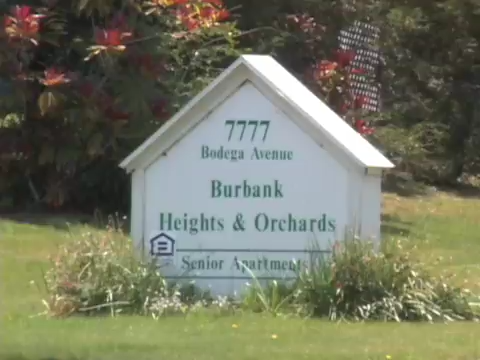 7777
Bodega Avenue
Burbank
Heights & Orchards
Senior Apartments